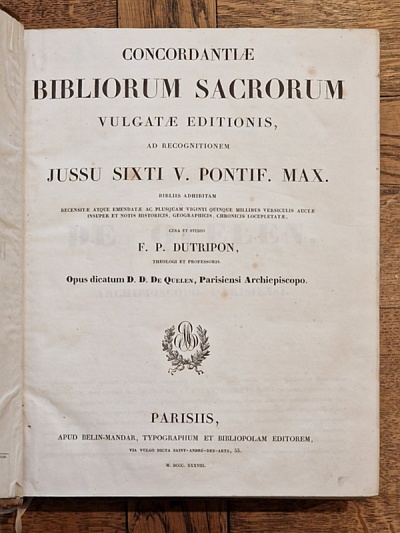 CONCORDANTIÆ
BIBLIORUM SACRORUM
VULGATÆ EDITIONIS,
AD RECOGNITIONEM
JUSSU SIXTI V. PONTIF. MAX.
BIBLIIS ADHIBITAM
RECENSITÆ ATQUE EMENDATÆ AC PLUSQUAM VIGINTI QUINQUE MILLIBUS VERSICULIS AUCTÆ
INSUPER ET NOTIS HISTORICIS, GEOGRAPHICIS, CHRONICIS LOCUPLETATÆ,
CURA ET STUDIO
F. P. DUTRIPON,
THEOLOGI ET PROFESSORIS.
Opus dicatum D. D. De Quelen, Parisiensi Archiepiscopo.
PARISIIS,
APUD BELIN-MANDAR, TYPOGRAPHUM ET BIBLIOPOLAM EDITOREM,
VIA VULGO DICTA SAINT-ANDRÉ-DES-ARTS, 55.
M. DCCC. XXXVIII.